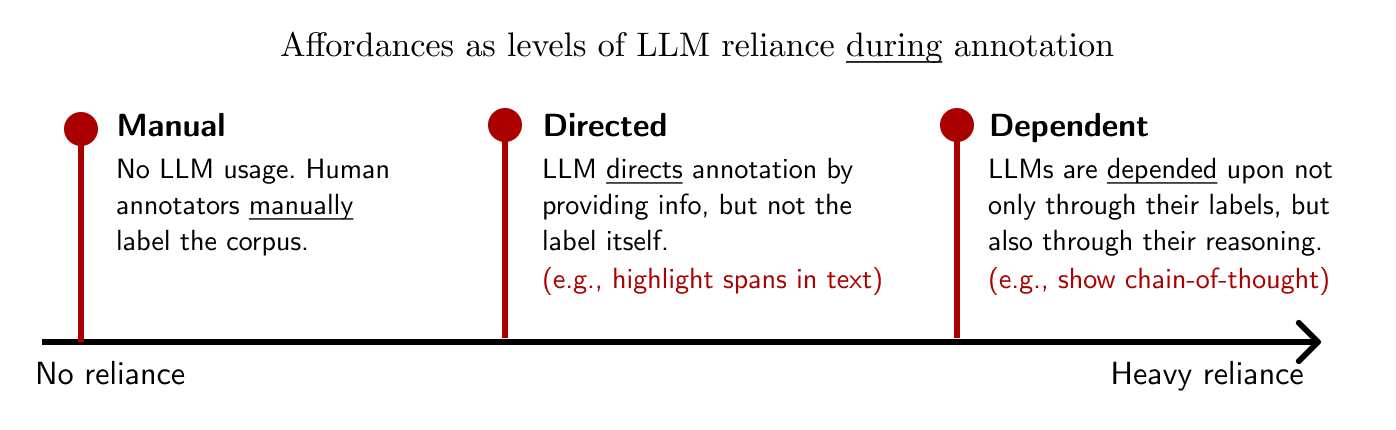 Affordances as levels of LLM reliance during annotation
Manual
No LLM usage. Human
annotators manually
label the corpus.
Directed
LLM directs annotation by
providing info, but not the
label itself.
(e.g., highlight spans in text)
Dependent
LLMs are depended upon not
only through their labels, but
also through their reasoning.
(e.g., show chain-of-thought)
No reliance
Heavy reliance